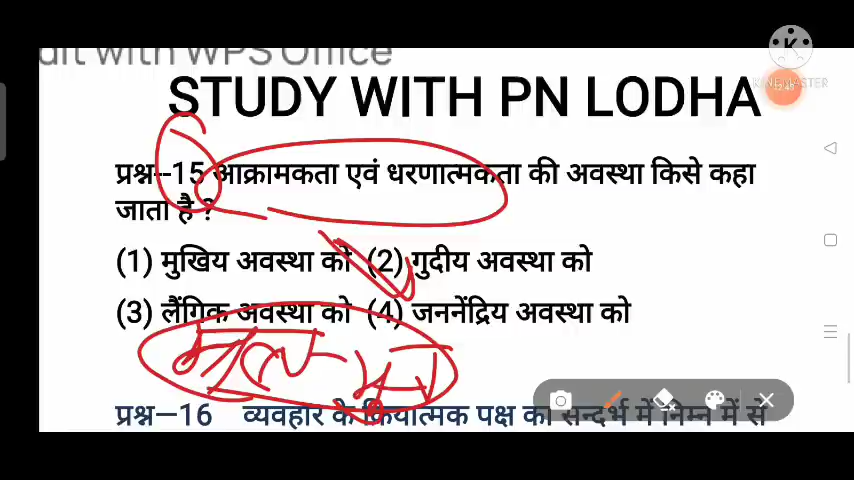 dit with WPS Office
STUDY WITH PN LODHA
KINEMASTER
प्रश्न--15 आक्रामकता एवं धरणात्मकता की अवस्था किसे कहा
जाता है ?
(1) मुखिय अवस्था को (2) गुदीय अवस्था को
(3) लैंगिक अवस्था को (4) जननेंद्रिय अवस्था को
प्रश्न—16 व्यवहार के क्रियात्मक पक्ष का सन्दर्भ में निम्न में से